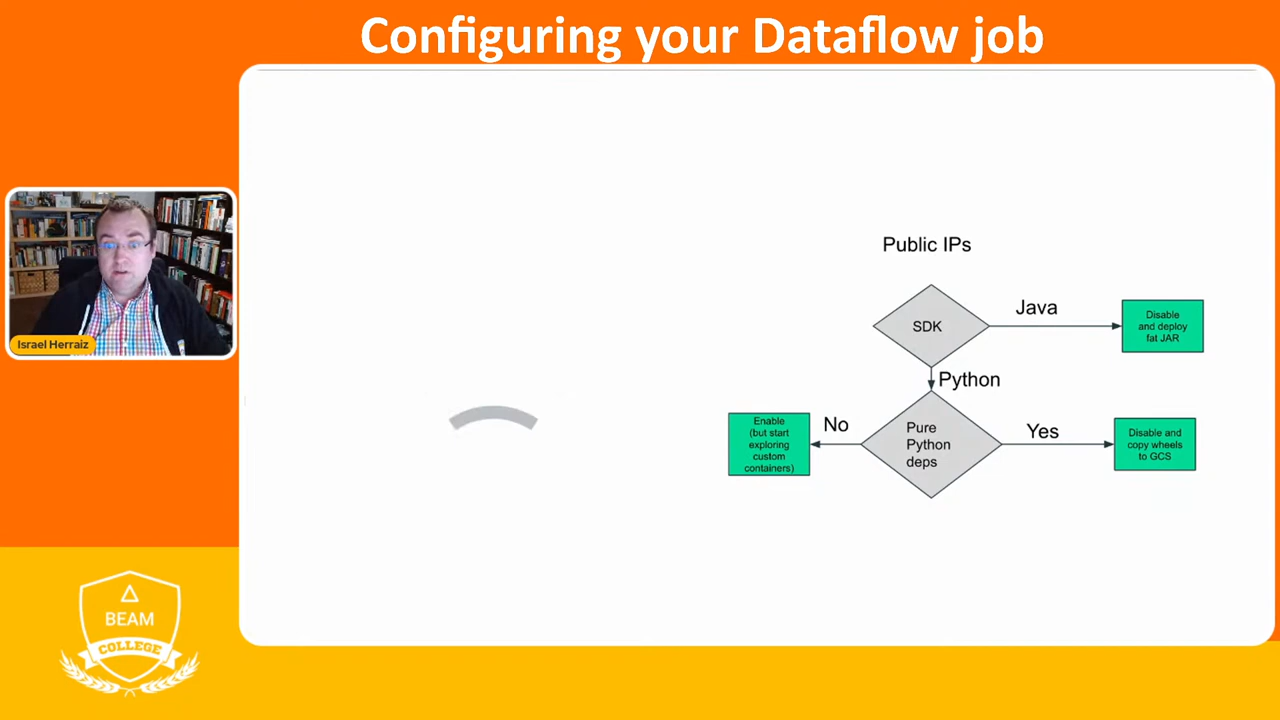 Configuring your Dataflow job
Israel Herraiz
BEAM
COLLEGE
Public IPs
SDK
Java
Disable
and deploy
fat JAR
Python
Pure
Python
deps
No
Enable
(but start
exploring
custom
containers)
Yes
Disable and
copy wheels
to GCS